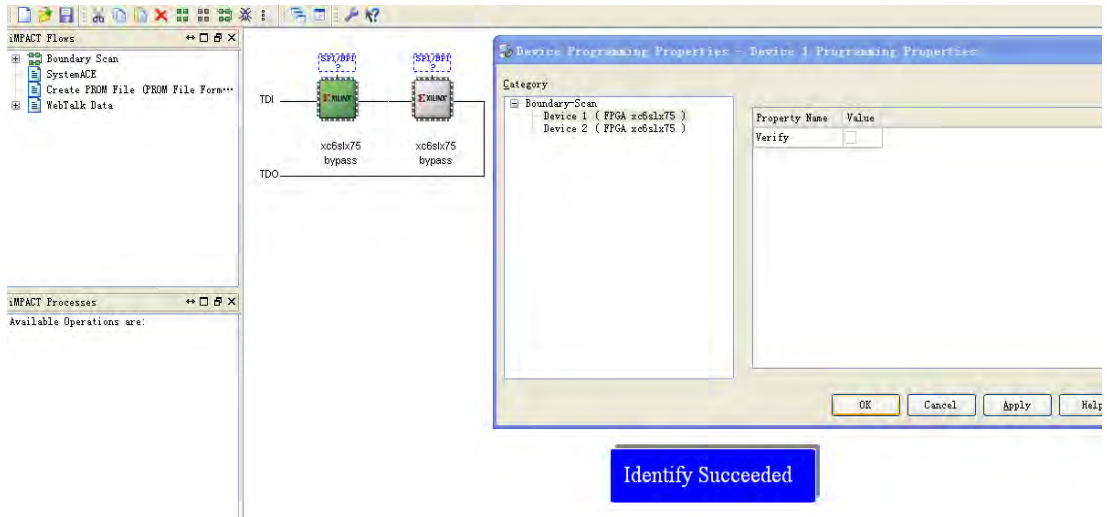 iMPACT Flows
Boundary Scan
SystemACE
Create PROM File (PROM File Form...
WebTalk Data
iMPACT Processes
Available Operations are:
SPI/BPI
?
SPI/BPI
?
TDI
XILINX
XILINX
xc6slx75
bypass
xc6slx75
bypass
TDO
Device Programming Properties - Device 1 Programming Properties
Category
Boundary-Scan
Device 1 ( FPGA xc6slx75 )
Device 2 ( FPGA xc6slx75 )
Property Name Value
Verify
OK Cancel Apply Help
Identify Succeeded